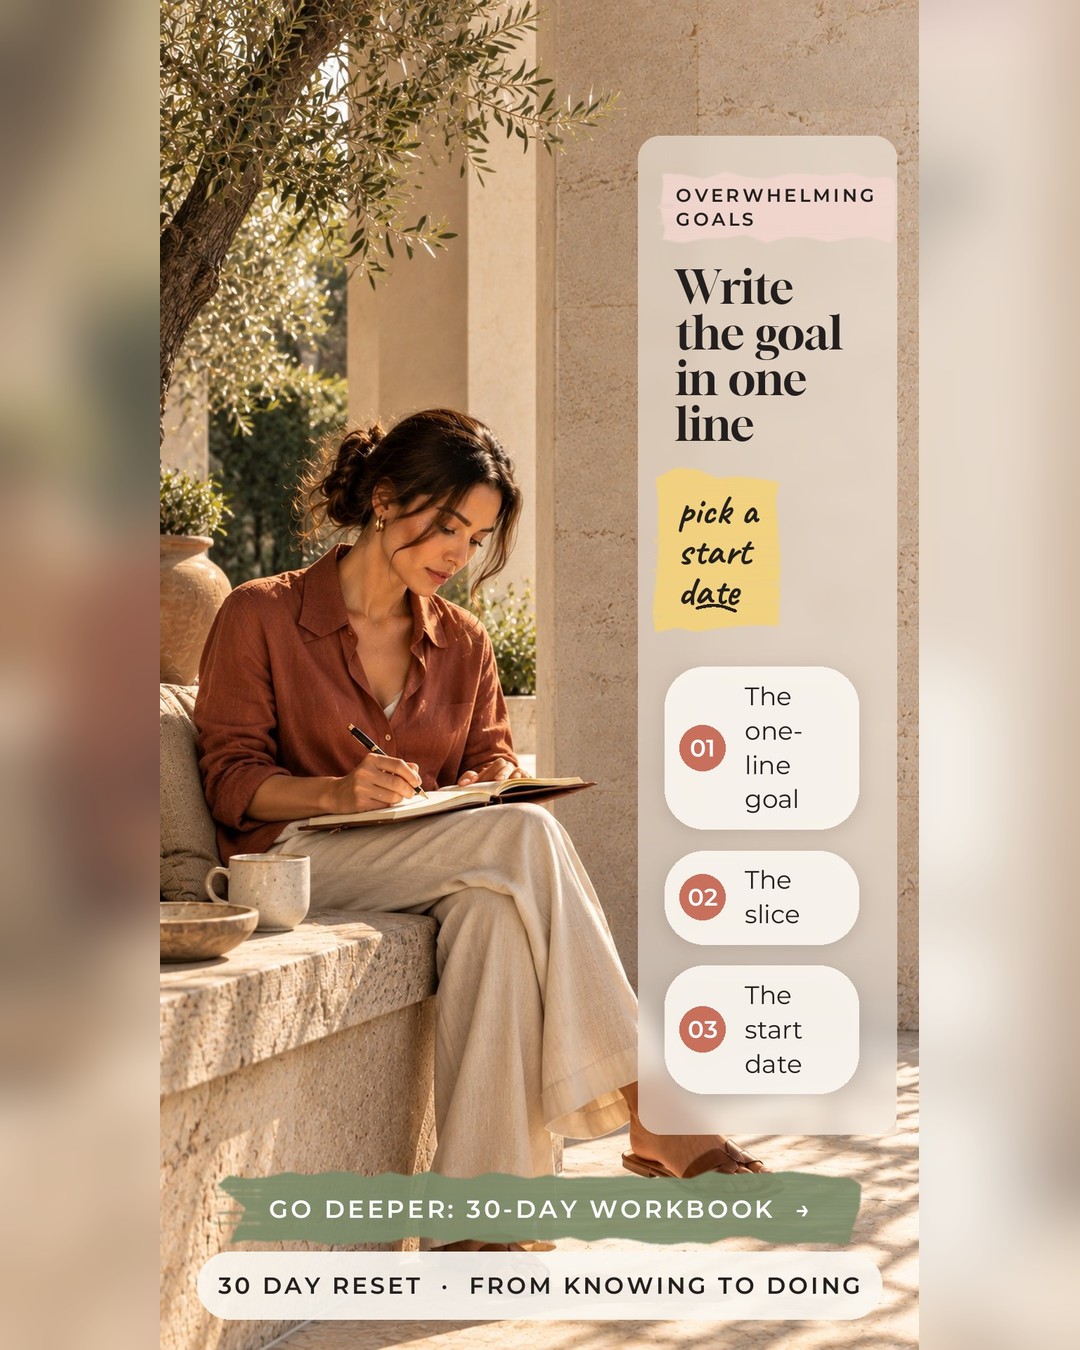 OVERWHELMING
GOALS
Write
the goal
in one
line
pick a
start
date
01
The
one-
line
goal
02
The
slice
03
The
start
date
GO DEEPER: 30-DAY WORKBOOK →
30 DAY RESET · FROM KNOWING TO DOING